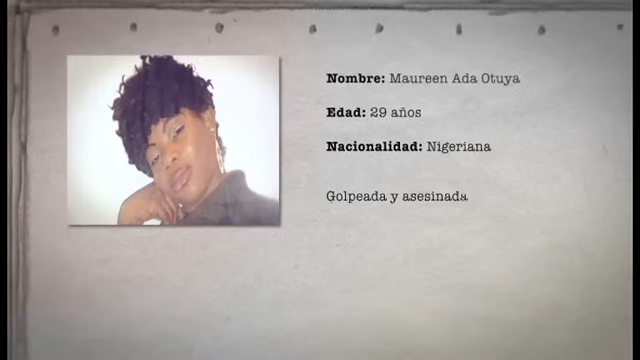 Nombre: Maureen Ada Otuya
Edad: 29 años
Nacionalidad: Nigeriana
Golpeada y asesinada